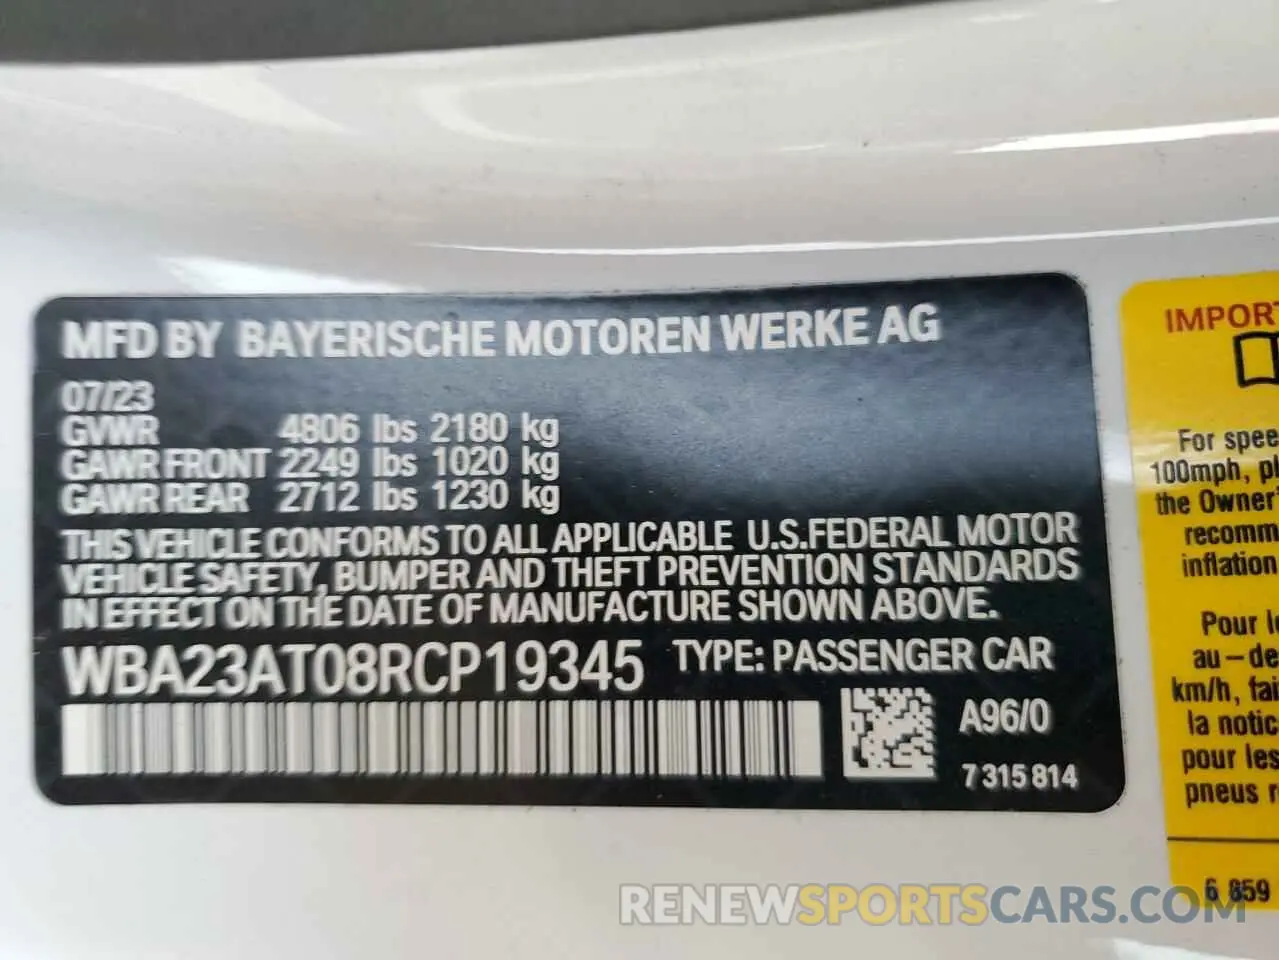 MFD BY BAYERISCHE MOTOREN WERKE AG
07/23
GVWR 4806 lbs 2180 kg
GAWR FRONT 2249 lbs 1020 kg
GAWR REAR 2712 lbs 1230 kg
THIS VEHICLE CONFORMS TO ALL APPLICABLE U.S.FEDERAL MOTOR
VEHICLE SAFETY, BUMPER AND THEFT PREVENTION STANDARDS
IN EFFECT ON THE DATE OF MANUFACTURE SHOWN ABOVE.
WBA23AT08RCP19345 TYPE: PASSENGER CAR
A96/0
7 315 814
IMPORT
For spee
100mph, pl
the Owner'
recomm
inflation
Pour le
au-de
km/h, fai
la notic
pour les
pneus r
6 859
RENEWSPORTSCARS.COM